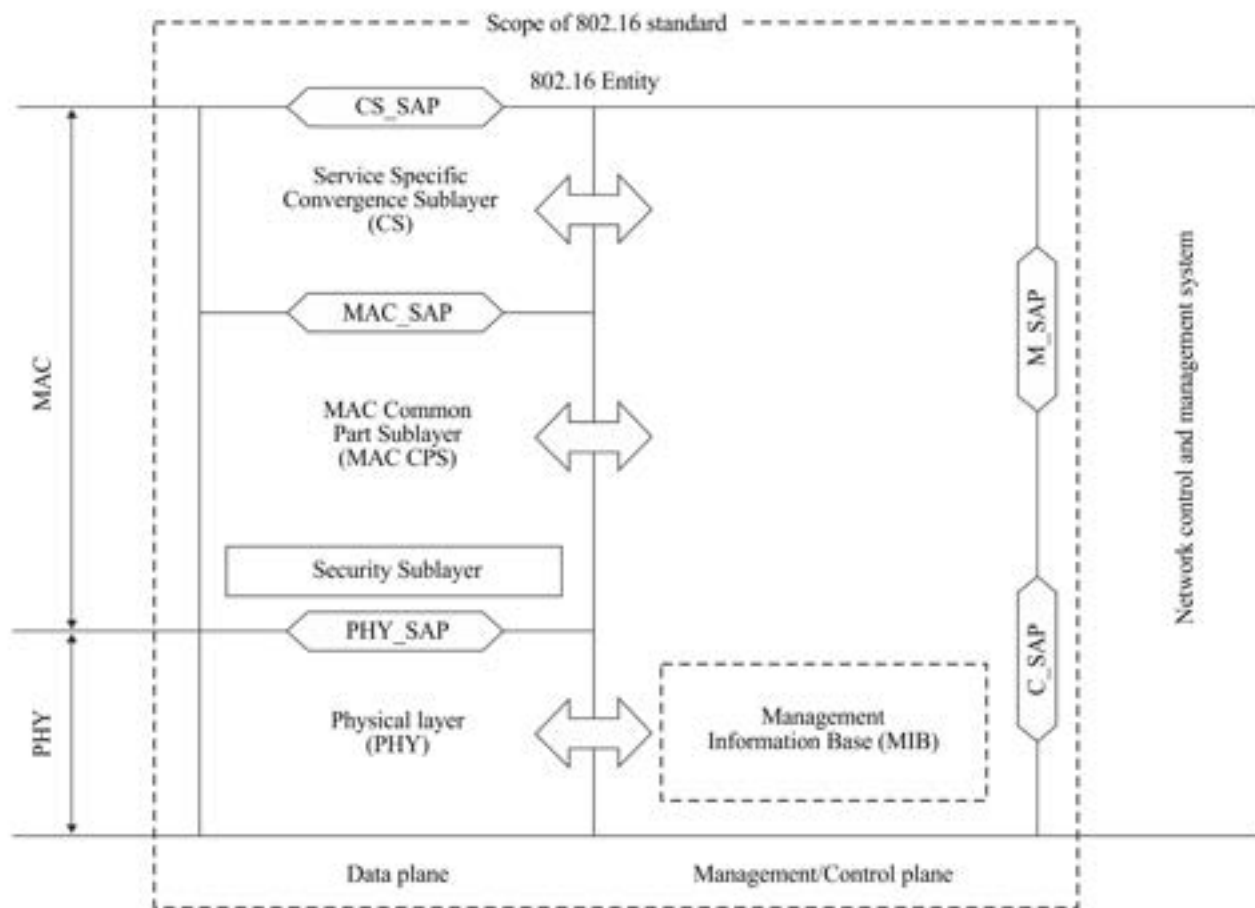 Scope of 802.16 standard
802.16 Entity
CS_SAP
Service Specific
Convergence Sublayer
(CS)
MAC_SAP
MAC Common
Part Sublayer
(MAC CPS)
Security Sublayer
PHY_SAP
Physical layer
(PHY)
Management
Information Base (MIB)
MAC
PHY
M_SAP
C_SAP
Network control and management system
Data plane
Management/Control plane